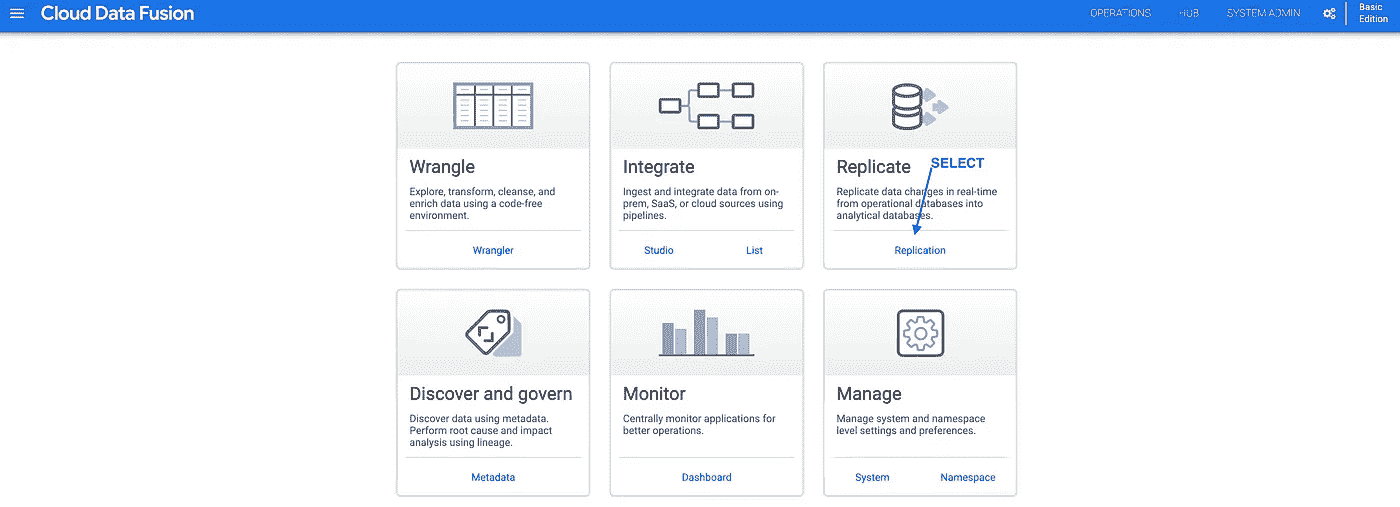 Cloud Data Fusion
OPERATIONS
HUB
SYSTEM ADMIN
Basic
Edition
Wrangle
Explore, transform, cleanse, and
enrich data using a code-free
environment.
Wrangler
Integrate
Ingest and integrate data from on-
prem, SaaS, or cloud sources using
pipelines.
Studio
List
Replicate
SELECT
Replicate data changes in real-time
from operational databases into
analytical databases.
Replication
Discover and govern
Discover data using metadata.
Perform root cause and impact
analysis using lineage.
Metadata
Monitor
Centrally monitor applications for
better operations.
Dashboard
Manage
Manage system and namespace
level settings and preferences.
System
Namespace